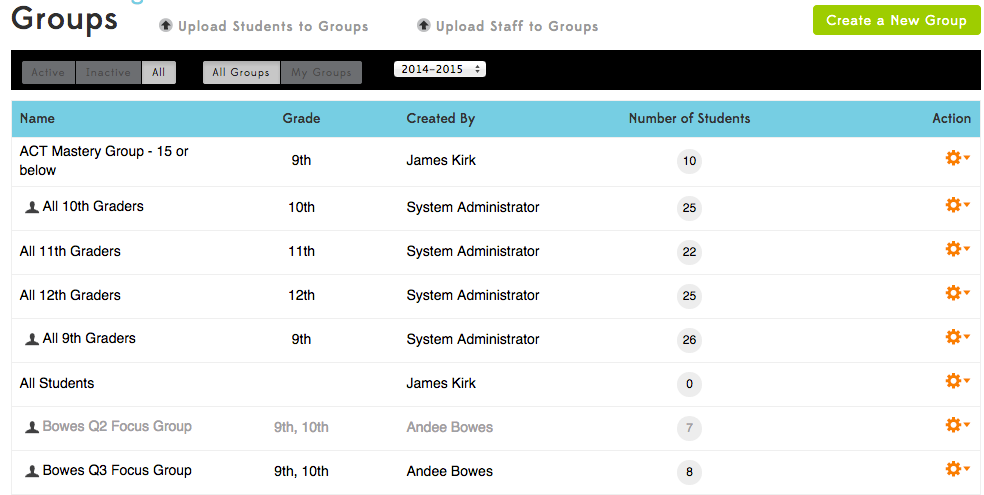 Groups
Upload Students to Groups
Upload Staff to Groups
Create a New Group
Active Inactive All All Groups My Groups 2014-2015
Name Grade Created By Number of Students Action
ACT Mastery Group - 15 or
below 9th James Kirk 10
All 10th Graders 10th System Administrator 25
All 11th Graders 11th System Administrator 22
All 12th Graders 12th System Administrator 25
All 9th Graders 9th System Administrator 26
All Students James Kirk 0
Bowes Q2 Focus Group 9th, 10th Andee Bowes 7
Bowes Q3 Focus Group 9th, 10th Andee Bowes 8